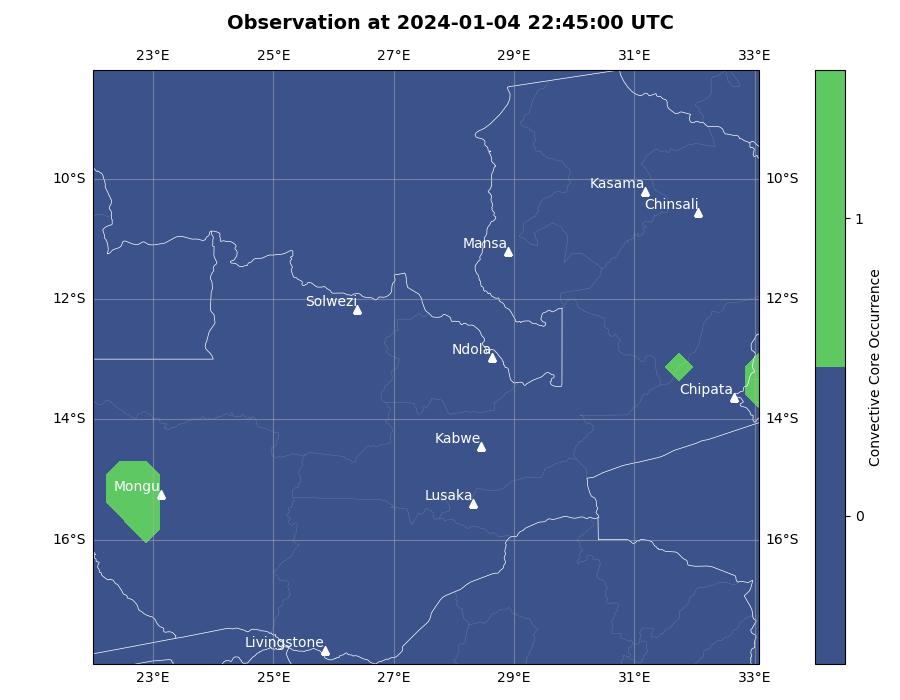 Observation at 2024-01-04 22:45:00 UTC
23°E 25°E 27°E 29°E 31°E 33°E
10°S 10°S
12°S 12°S
14°S 14°S
16°S 16°S
Kasama
Chinsali
Mansa
Solwezi
Ndola
Chipata
Kabwe
Mongu
Lusaka
Livingstone
23°E 25°E 27°E 29°E 31°E 33°E
1
0
Convective Core Occurrence